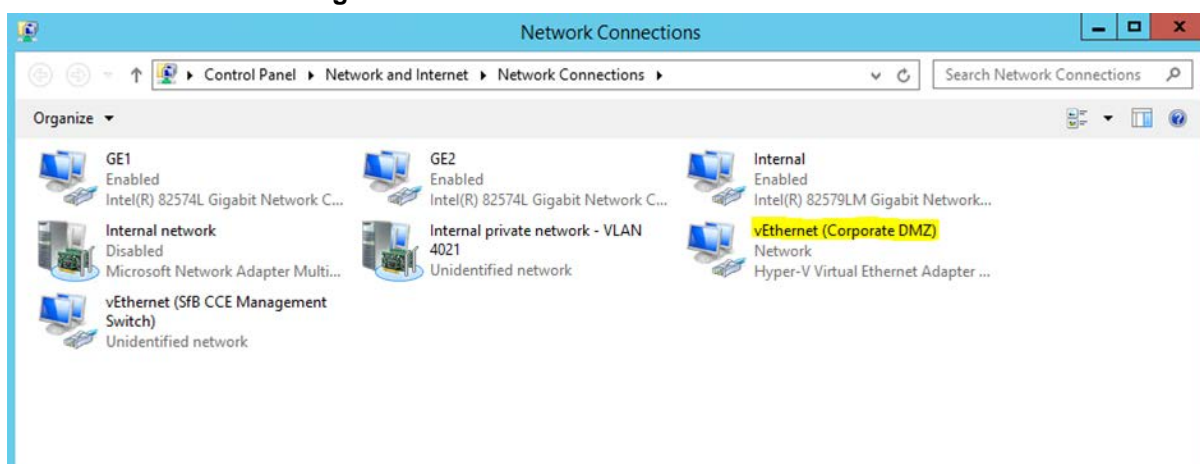 Network Connections
Control Panel Network and Internet Network Connections
Search Network Connections
Organize
GE1
Enabled
Intel(R) 82574L Gigabit Network C...
GE2
Enabled
Intel(R) 82574L Gigabit Network C...
Internal
Enabled
Intel(R) 82579LM Gigabit Network...
Internal network
Disabled
Microsoft Network Adapter Multi...
Internal private network - VLAN
4021
Unidentified network
vEthernet (Corporate DMZ)
Network
Hyper-V Virtual Ethernet Adapter ...
vEthernet (SfB CCE Management
Switch)
Unidentified network